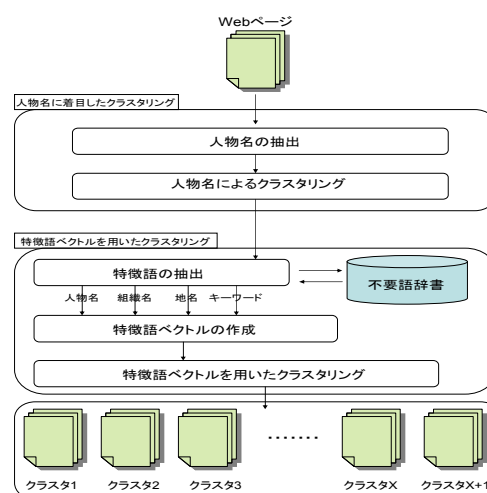 Webページ
人物名に着目したクラスタリング
人物名の抽出
人物名によるクラスタリング
特徴語ベクトルを用いたクラスタリング
特徴語の抽出
不要語辞書
人物名 組織名 地名 キーワード
特徴語ベクトルの作成
特徴語ベクトルを用いたクラスタリング
.......
クラスタ1 クラスタ2 クラスタ3 クラスタX クラスタX+1